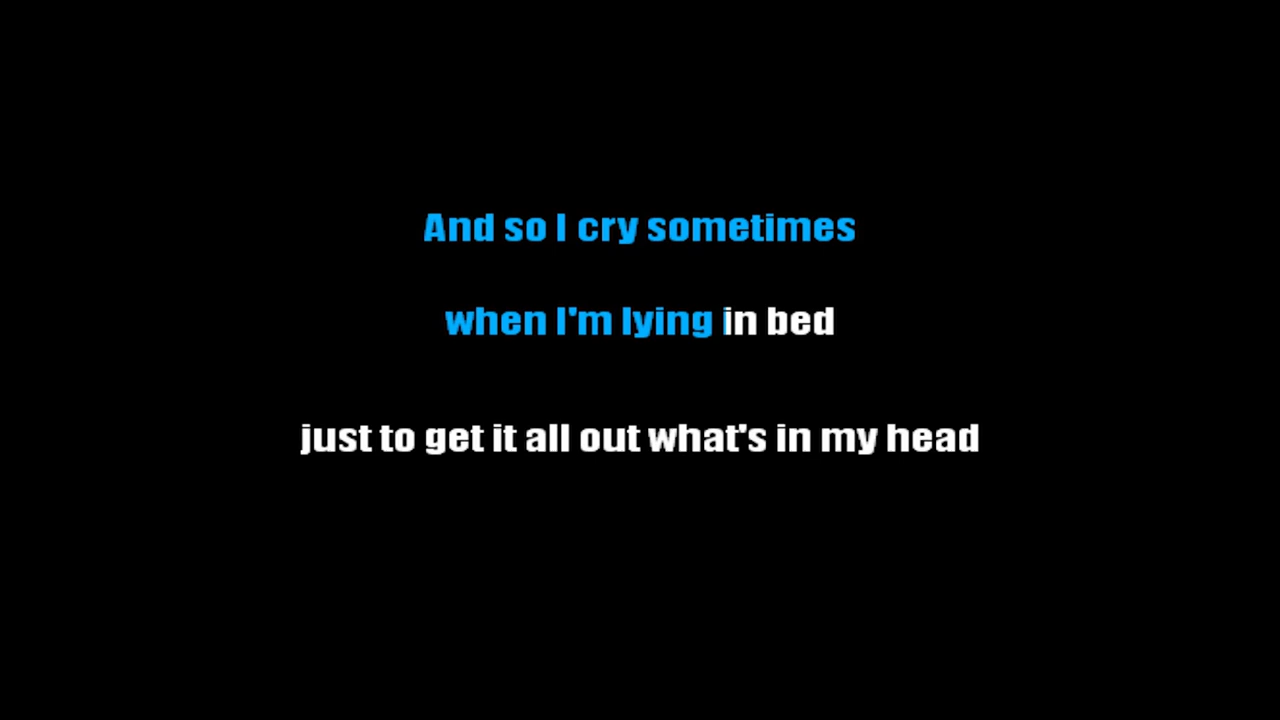 And so I cry sometimes
when I'm lying in bed
just to get it all out what's in my head